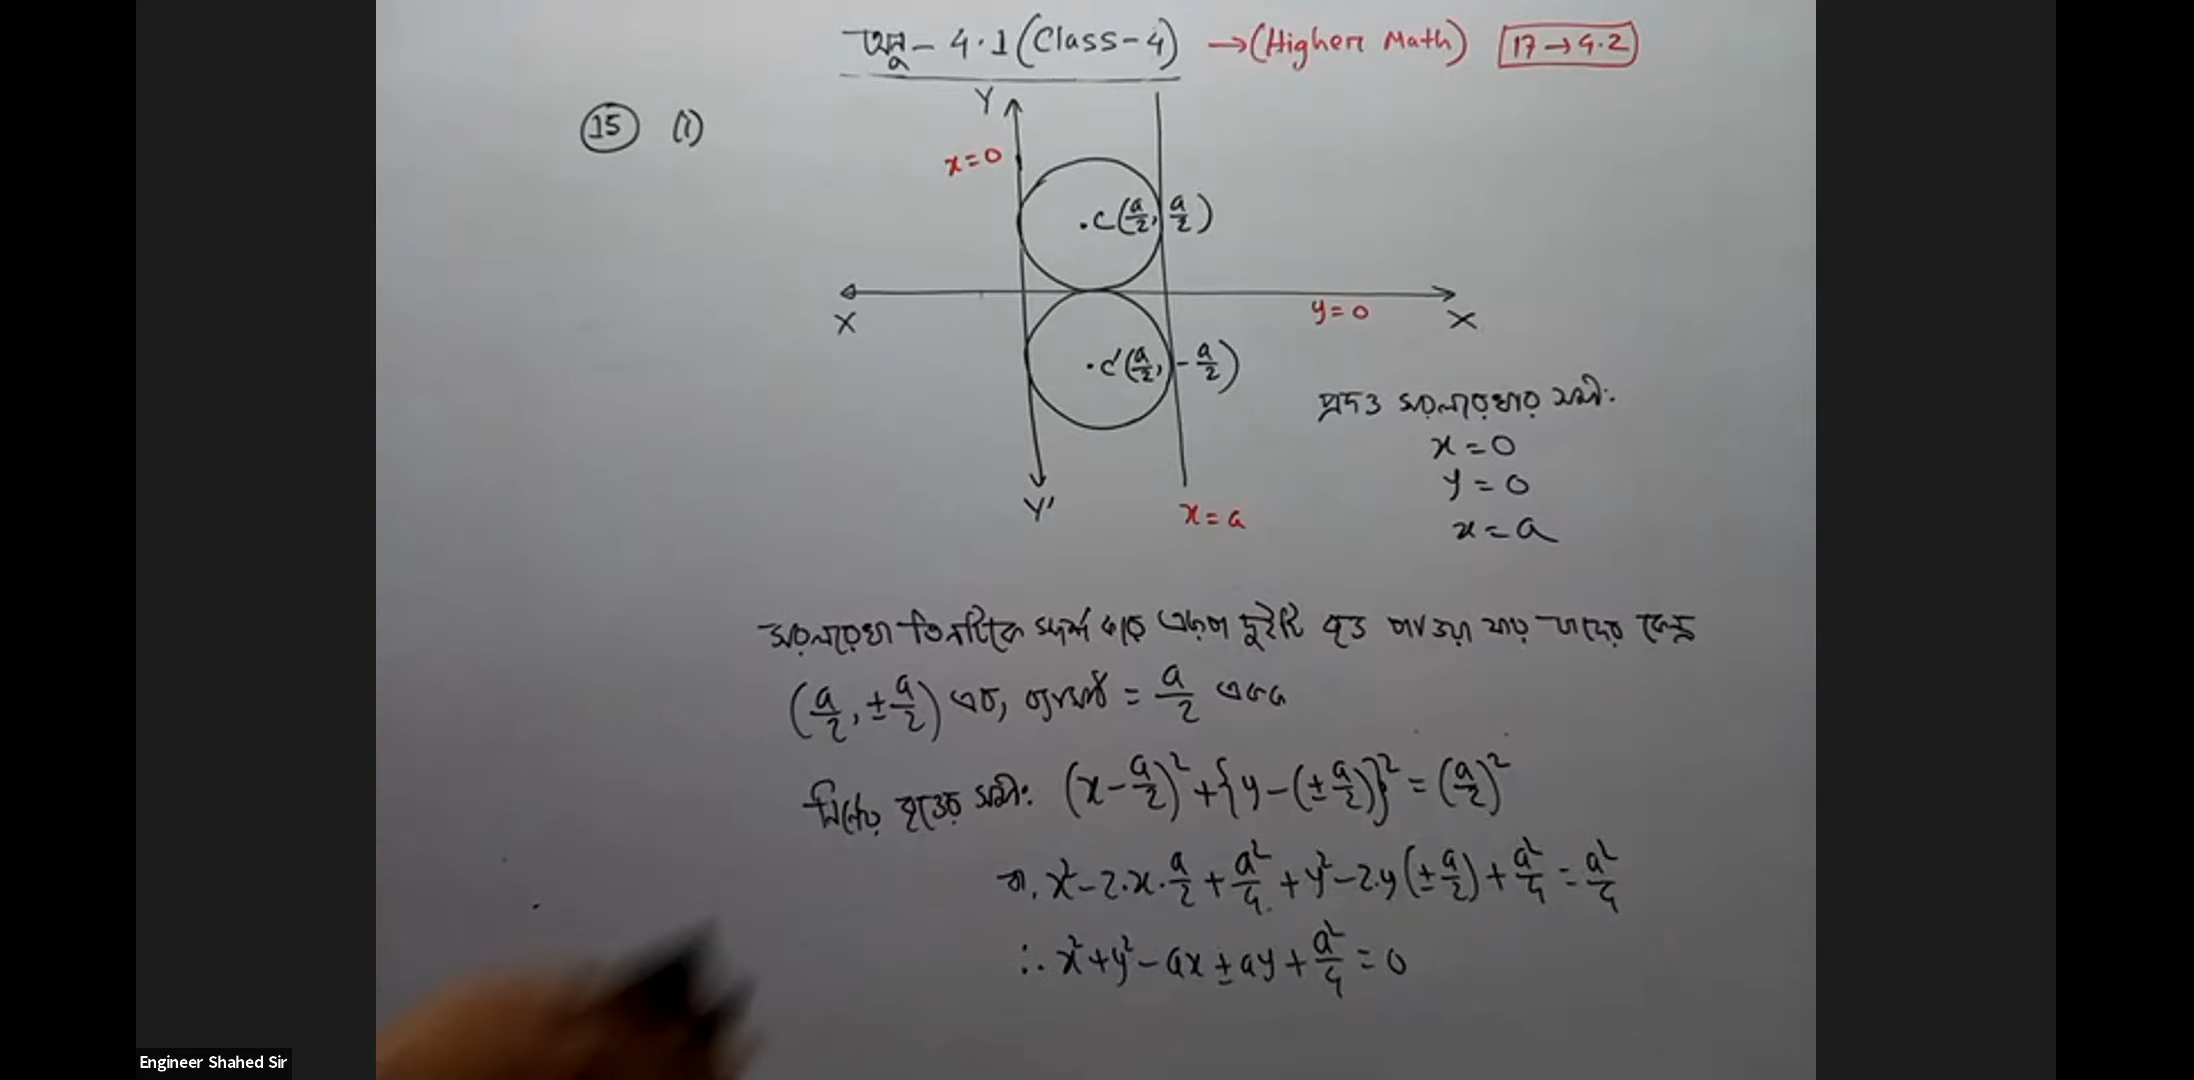 অনু - 4.1 (Class-4) → (Higher Math) 17→4.2
15 (i)
Y
x=0
.C(a/2, a/2)
X
y=0
X
.C'(a/2, -a/2)
Y'
x=a
প্রদত্ত সরলরেখার সমী:
x=0
y=0
x=a
সরলরেখা তিনটিকে স্পর্শ করে এরূপ দুইটি বৃত্ত পাওয়া যায় যাদের কেন্দ্র
(a/2, ±a/2) এবং, ব্যাসার্ধ = a/2 একক
নির্ণেয় বৃত্তের সমী: (x-a/2)²+{y-(±a/2)}²=(a/2)²
বা, x²-2.x.a/2+a²/4+y²-2.y(±a/2)+a²/4=a²/4
∴ x²+y²-ax±ay+a²/4=0
Engineer Shahed Sir